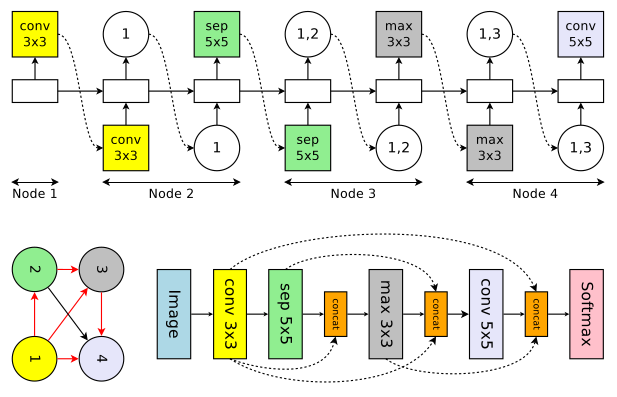 conv
3x3
1
sep
5x5
1,2
max
3x3
1,3
conv
5x5
conv
3x3
1
sep
5x5
1,2
max
3x3
1,3
Node 1
Node 2
Node 3
Node 4
2
3
1
4
Image
conv 3x3
sep 5x5
concat
max 3x3
concat
conv 5x5
concat
Softmax